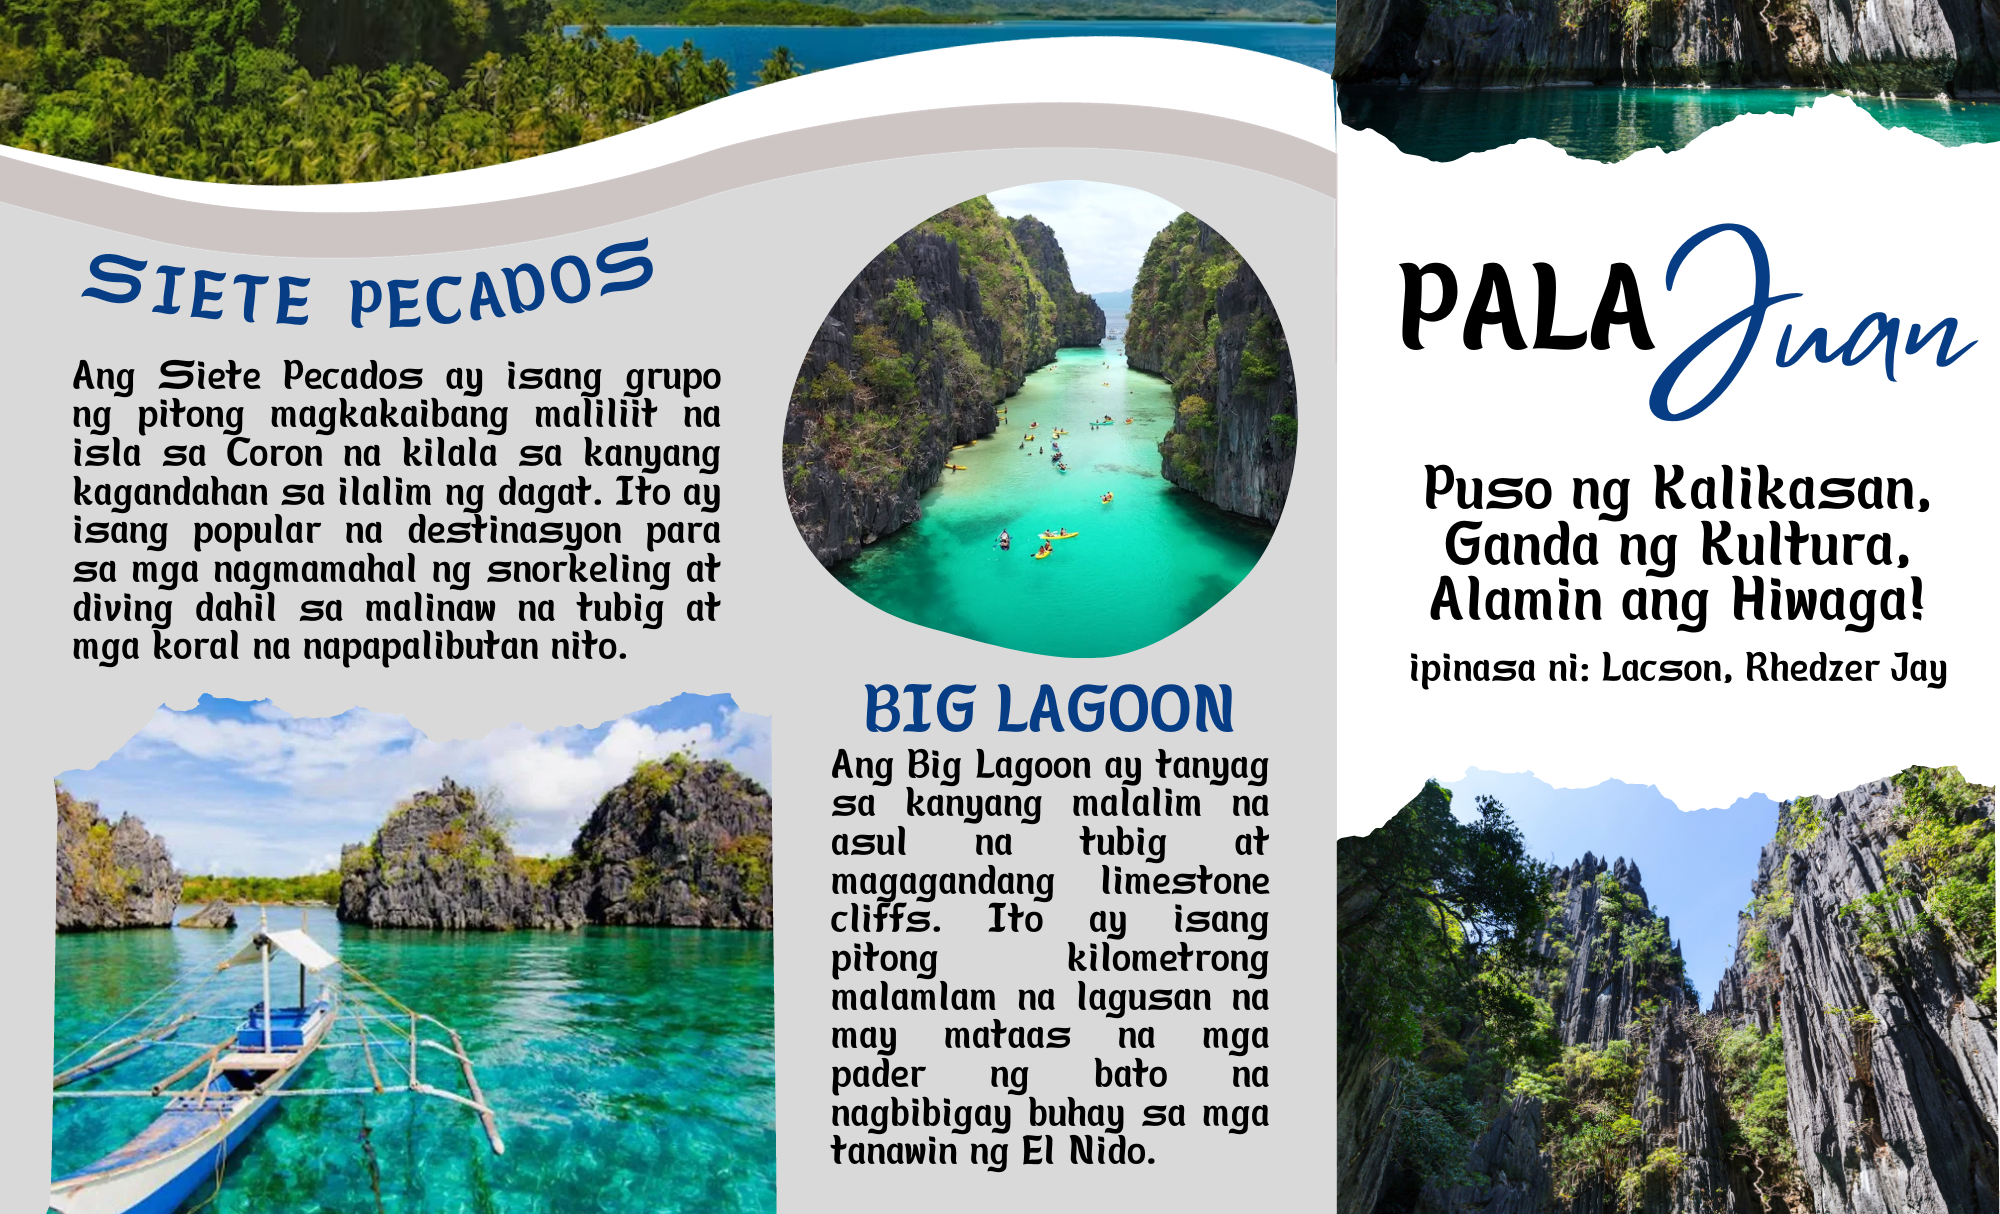 SIETE PECADOS
Ang Siete Pecados ay isang grupo
ng pitong magkakaibang maliliit na
isla sa Coron na kilala sa kanyang
kagandahan sa ilalim ng dagat. Ito ay
isang popular na destinasyon para
sa mga nagmamahal ng snorkeling at
diving dahil sa malinaw na tubig at
mga koral na napapalibutan nito.
BIG LAGOON
Ang Big Lagoon ay tanyag
sa kanyang malalim na
asul na tubig at
magagandang limestone
cliffs. Ito ay isang
pitong kilometrong
malamlam na lagusan na
may mataas na mga
pader ng bato na
nagbibigay buhay sa mga
tanawin ng El Nido.
PALAJuan
Puso ng Kalikasan,
Ganda ng Kultura,
Alamin ang Hiwaga!
ipinasa ni: Lacson, Rhedzer Jay